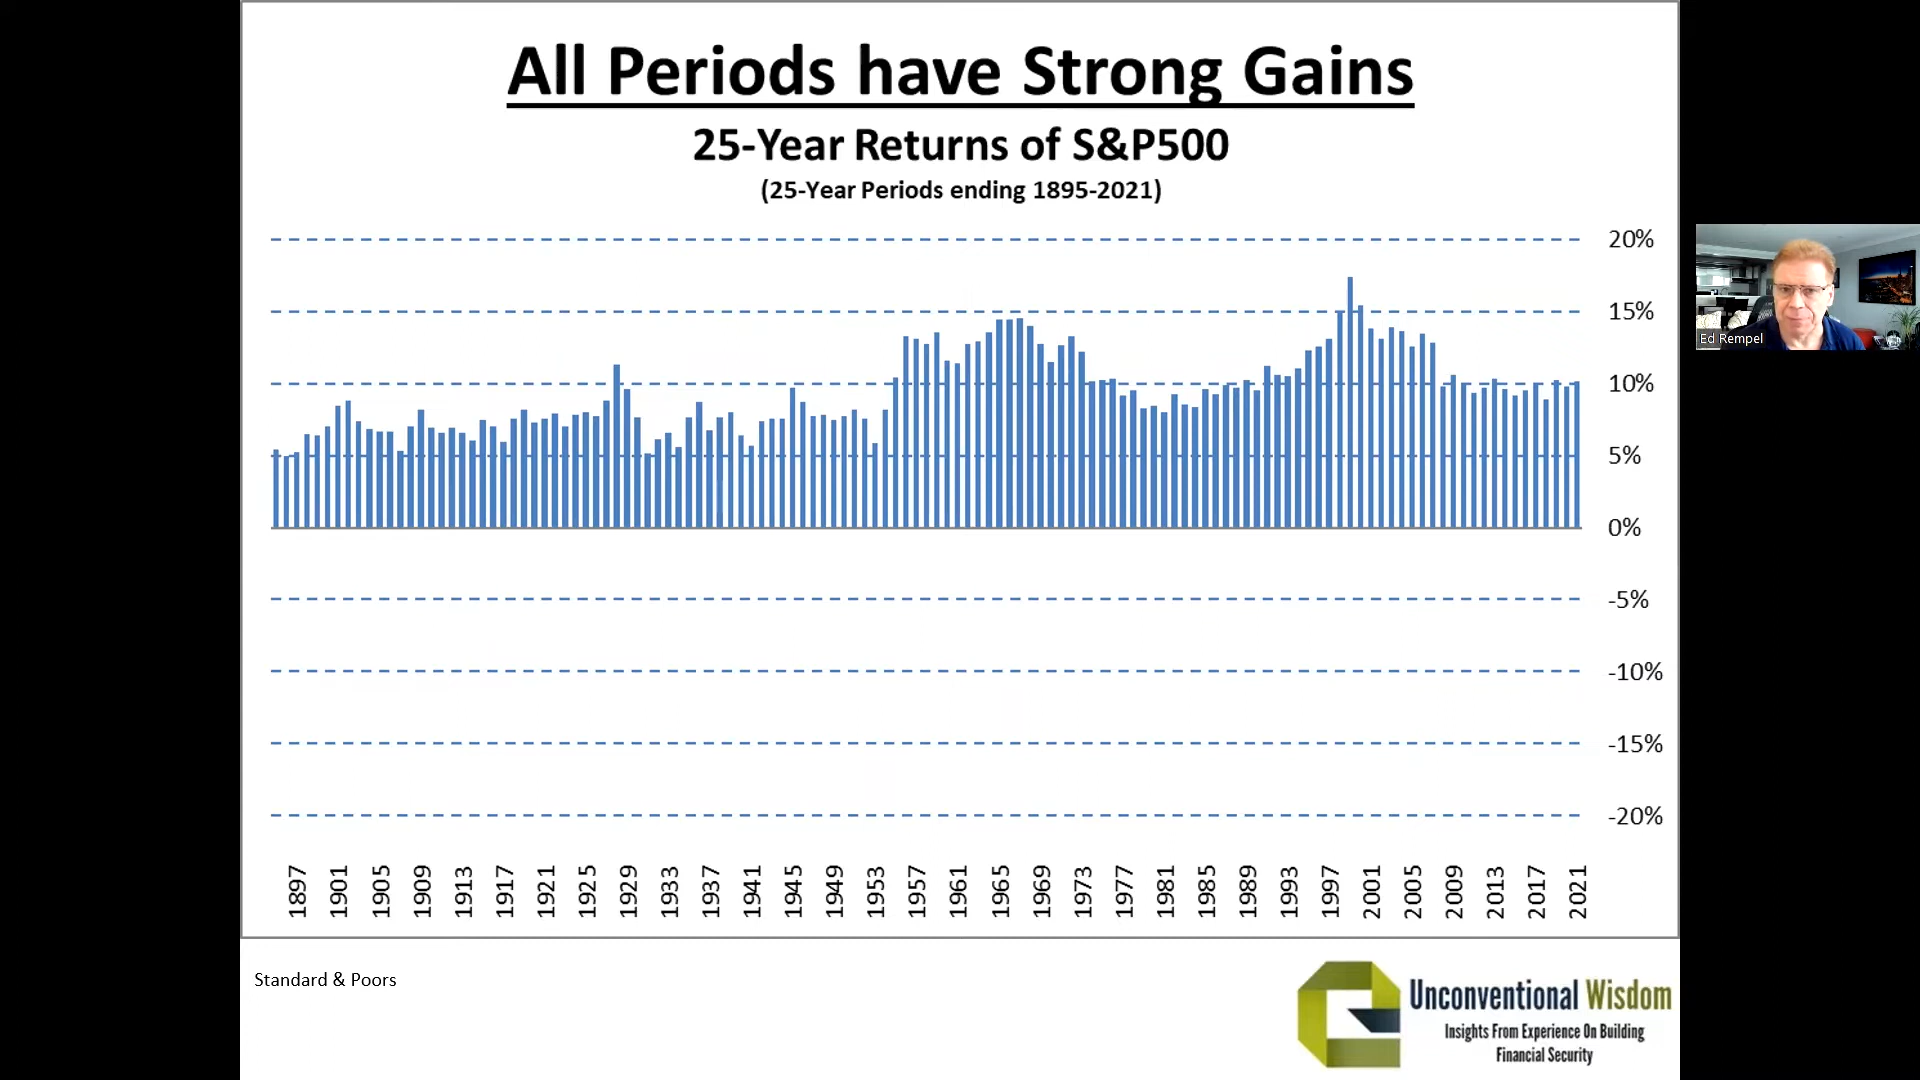 All Periods have Strong Gains
25-Year Returns of S&P500
(25-Year Periods ending 1895-2021)
20%
15%
10%
5%
0%
-5%
-10%
-15%
-20%
1897 1901 1905 1909 1913 1917 1921 1925 1929 1933 1937 1941 1945 1949 1953 1957 1961 1965 1969 1973 1977 1981 1985 1989 1993 1997 2001 2005 2009 2013 2017 2021
Ed Rempel
Standard & Poors
Unconventional Wisdom
Insights From Experience On Building
Financial Security